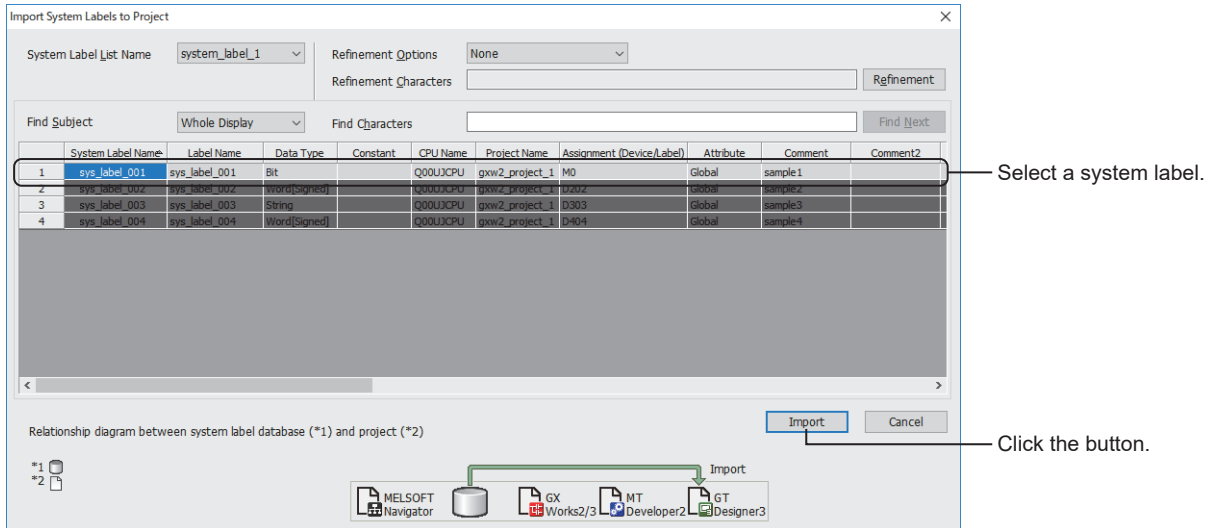 Import System Labels to Project
System Label List Name system_label_1 Refinement Options None
Refinement Characters Refinement
Find Subject Whole Display Find Characters Find Next
System Label Name Label Name Data Type Constant CPU Name Project Name Assignment (Device/Label) Attribute Comment Comment2
1 sys_label_001 sys_label_001 Bit Q00UJCPU gxw2_project_1 M0 Global sample1
Select a system label.
2 sys_label_002 sys_label_002 Word[Signed] Q00UJCPU gxw2_project_1 D202 Global sample2
3 sys_label_003 sys_label_003 String Q00UJCPU gxw2_project_1 D303 Global sample3
4 sys_label_004 sys_label_004 Word[Signed] Q00UJCPU gxw2_project_1 D404 Global sample4
Import Cancel
Click the button.
Relationship diagram between system label database (*1) and project (*2)
*1
*2
Import
MELSOFT Navigator
GX Works2/3
MT Developer2
GT Designer3